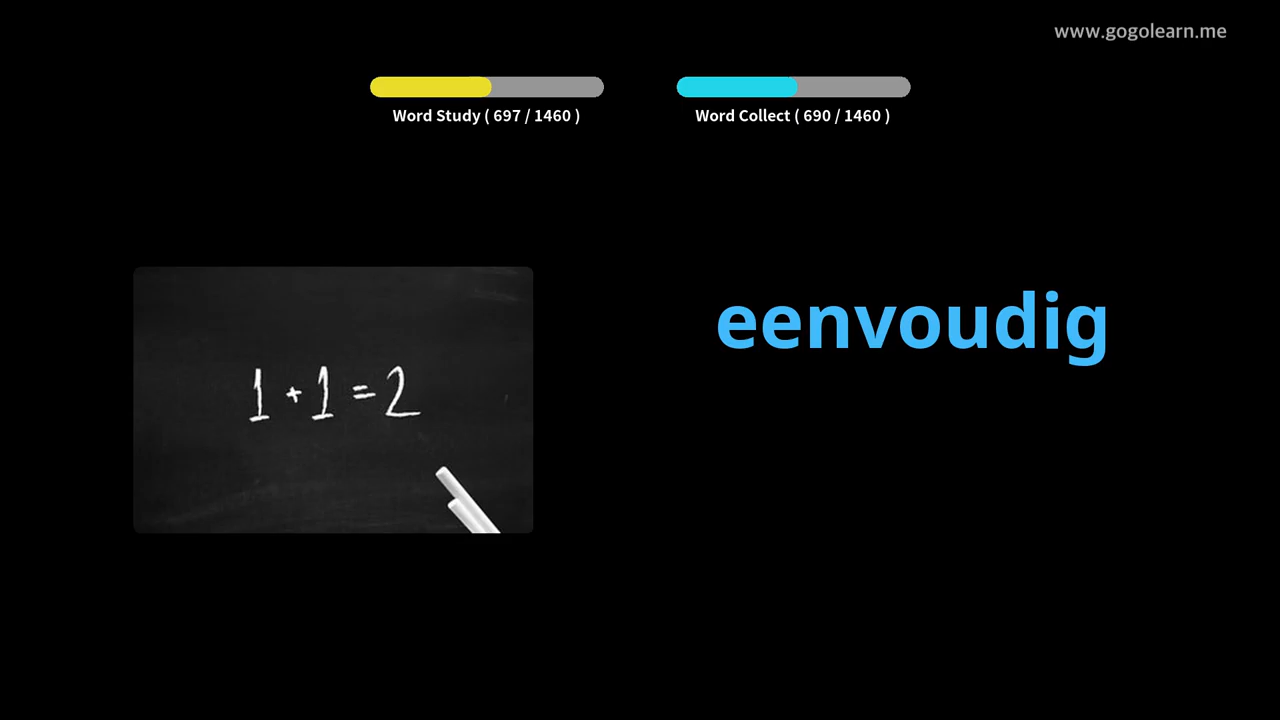 www.gogolearn.me
Word Study ( 697 / 1460 )
Word Collect ( 690 / 1460 )
eenvoudig
1 + 1 = 2